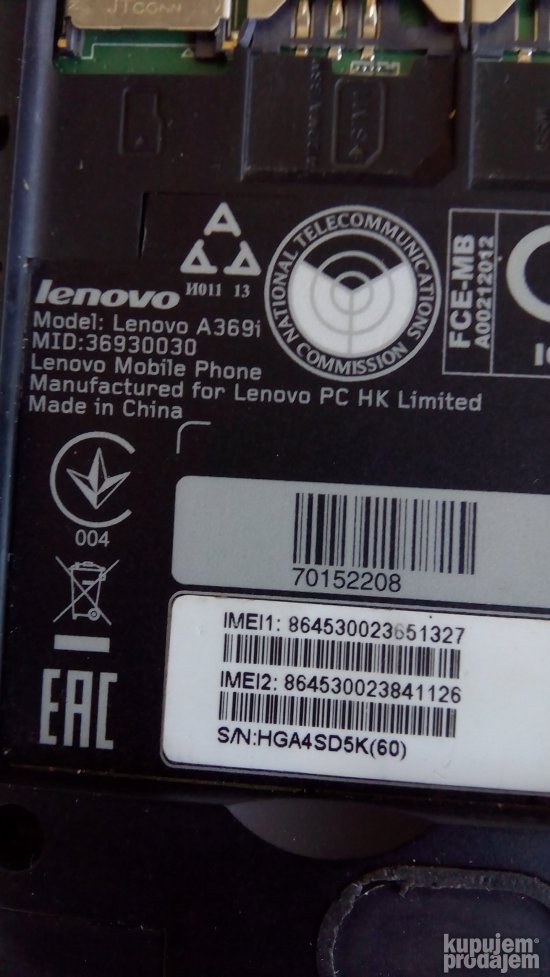 JTCONN
NATIONAL TELECOMMUNICATIONS COMMISSION
FCE-MB
A00212012
И011 13
lenovo
Model: Lenovo A369i
MID:36930030
Lenovo Mobile Phone
Manufactured for Lenovo PC HK Limited
Made in China
004
70152208
IMEI1: 864530023651327
IMEI2: 864530023841126
S/N:HGA4SD5K(60)
EAC
kupujem
prodajem